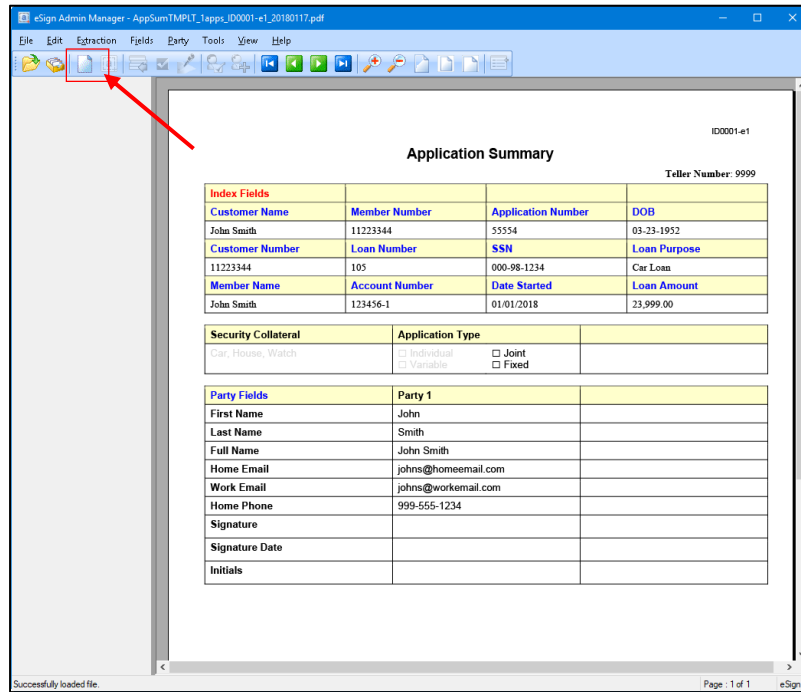 eSign Admin Manager - AppSumTMPLT_1apps_ID0001-e1_20180117.pdf
File Edit Extraction Fields Party Tools View Help
ID0001-e1
Application Summary
Teller Number: 9999
Index Fields
Customer Name Member Number Application Number DOB
John Smith 11223344 55554 03-23-1952
Customer Number Loan Number SSN Loan Purpose
11223344 105 000-98-1234 Car Loan
Member Name Account Number Date Started Loan Amount
John Smith 123456-1 01/01/2018 23,999.00
Security Collateral Application Type
Car, House, Watch □ Individual □ Joint
□ Variable □ Fixed
Party Fields Party 1
First Name John
Last Name Smith
Full Name John Smith
Home Email johns@homeemail.com
Work Email johns@workemail.com
Home Phone 999-555-1234
Signature
Signature Date
Initials
Successfully loaded file. Page : 1 of 1 eSign